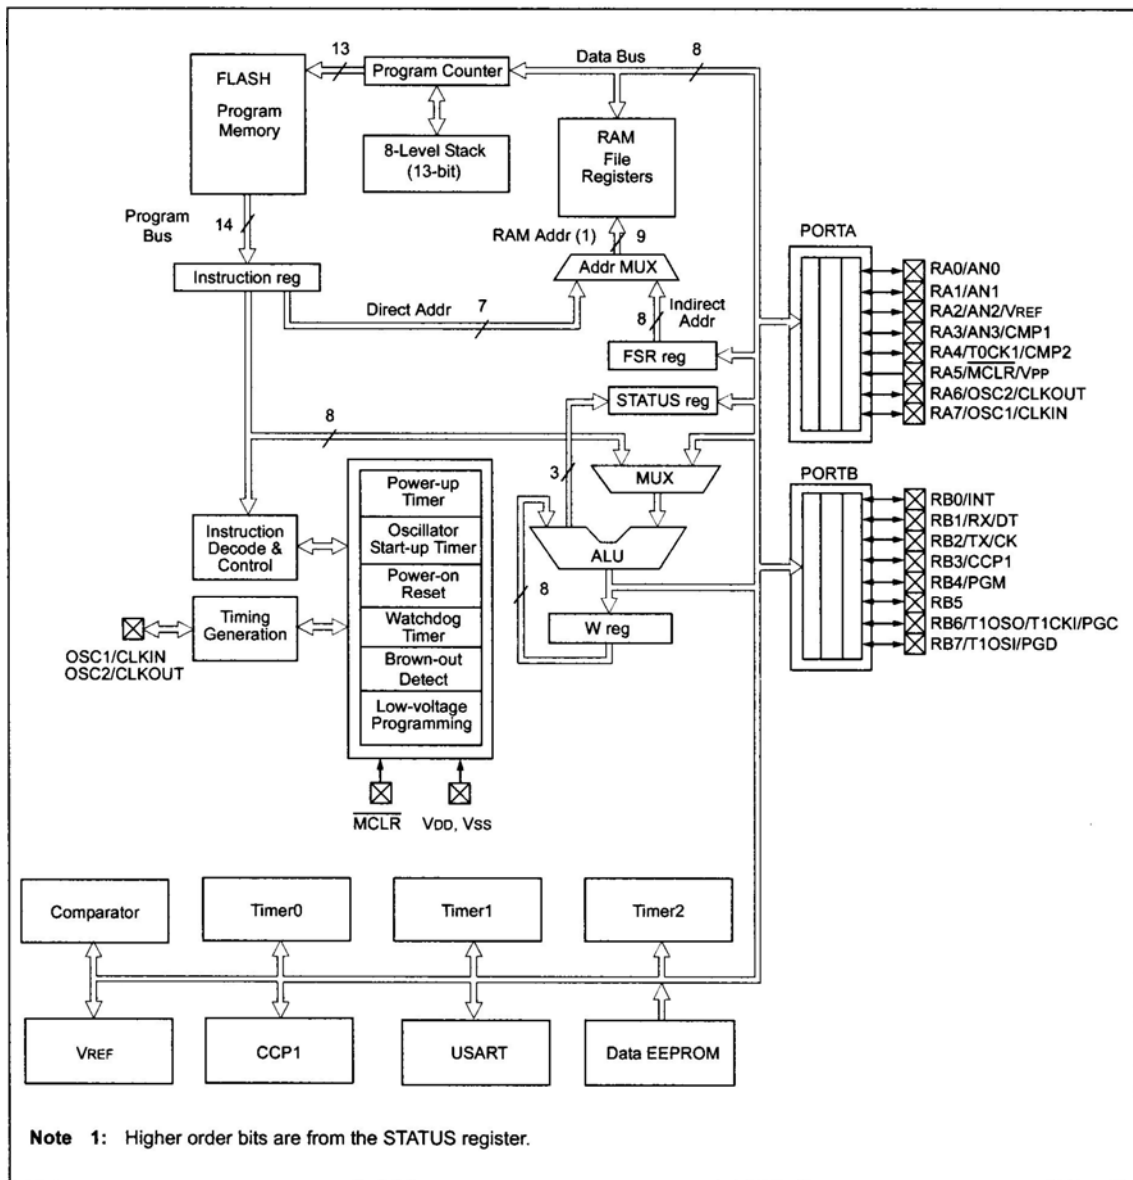 13
Data Bus
8
FLASH
Program
Memory
Program Counter
8-Level Stack
(13-bit)
RAM
File
Registers
Program
Bus
14
RAM Addr (1)
9
Addr MUX
Instruction reg
Direct Addr
7
8
Indirect
Addr
FSR reg
STATUS reg
8
3
MUX
Power-up
Timer
Oscillator
Start-up Timer
Power-on
Reset
Watchdog
Timer
Brown-out
Detect
Low-voltage
Programming
Instruction
Decode &
Control
Timing
Generation
OSC1/CLKIN
OSC2/CLKOUT
ALU
8
W reg
MCLR
VDD, VSS
PORTA
RA0/AN0
RA1/AN1
RA2/AN2/VREF
RA3/AN3/CMP1
RA4/T0CK1/CMP2
RA5/MCLR/VPP
RA6/OSC2/CLKOUT
RA7/OSC1/CLKIN
PORTB
RB0/INT
RB1/RX/DT
RB2/TX/CK
RB3/CCP1
RB4/PGM
RB5
RB6/T1OSO/T1CKI/PGC
RB7/T1OSI/PGD
Comparator
Timer0
Timer1
Timer2
VREF
CCP1
USART
Data EEPROM
Note 1: Higher order bits are from the STATUS register.